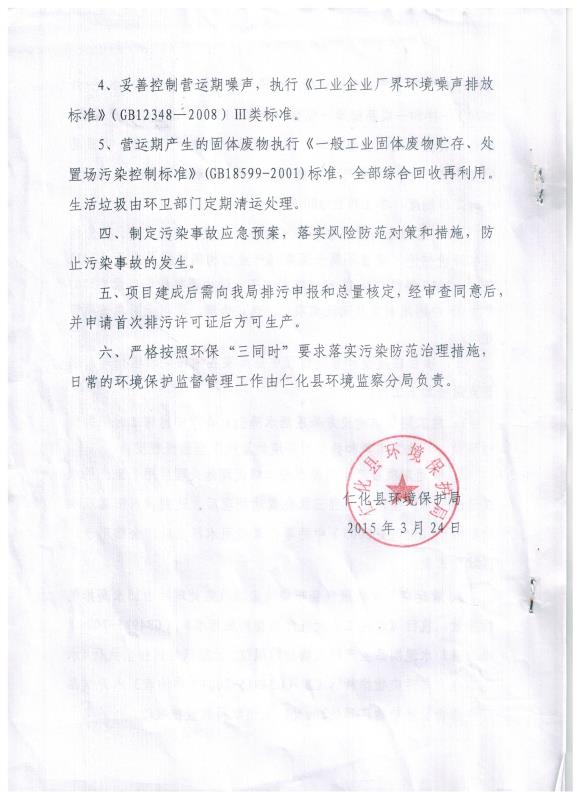 4、妥善控制营运期噪声，执行《工业企业厂界环境噪声排放
标准》（GB12348—2008）Ⅲ类标准。
5、营运期产生的固体废物执行《一般工业固体废物贮存、处
置场污染控制标准》(GB18599-2001)标准，全部综合回收再利用。
生活垃圾由环卫部门定期清运处理。
四、制定污染事故应急预案，落实风险防范对策和措施，防
止污染事故的发生。
五、项目建成后需向我局排污申报和总量核定，经审查同意后，
并申请首次排污许可证后方可生产。
六、严格按照环保“三同时”要求落实污染防范治理措施，
日常的环境保护监督管理工作由仁化县环境监察分局负责。
仁化县环境保护局
仁化县环境保护局
2015年3月24日